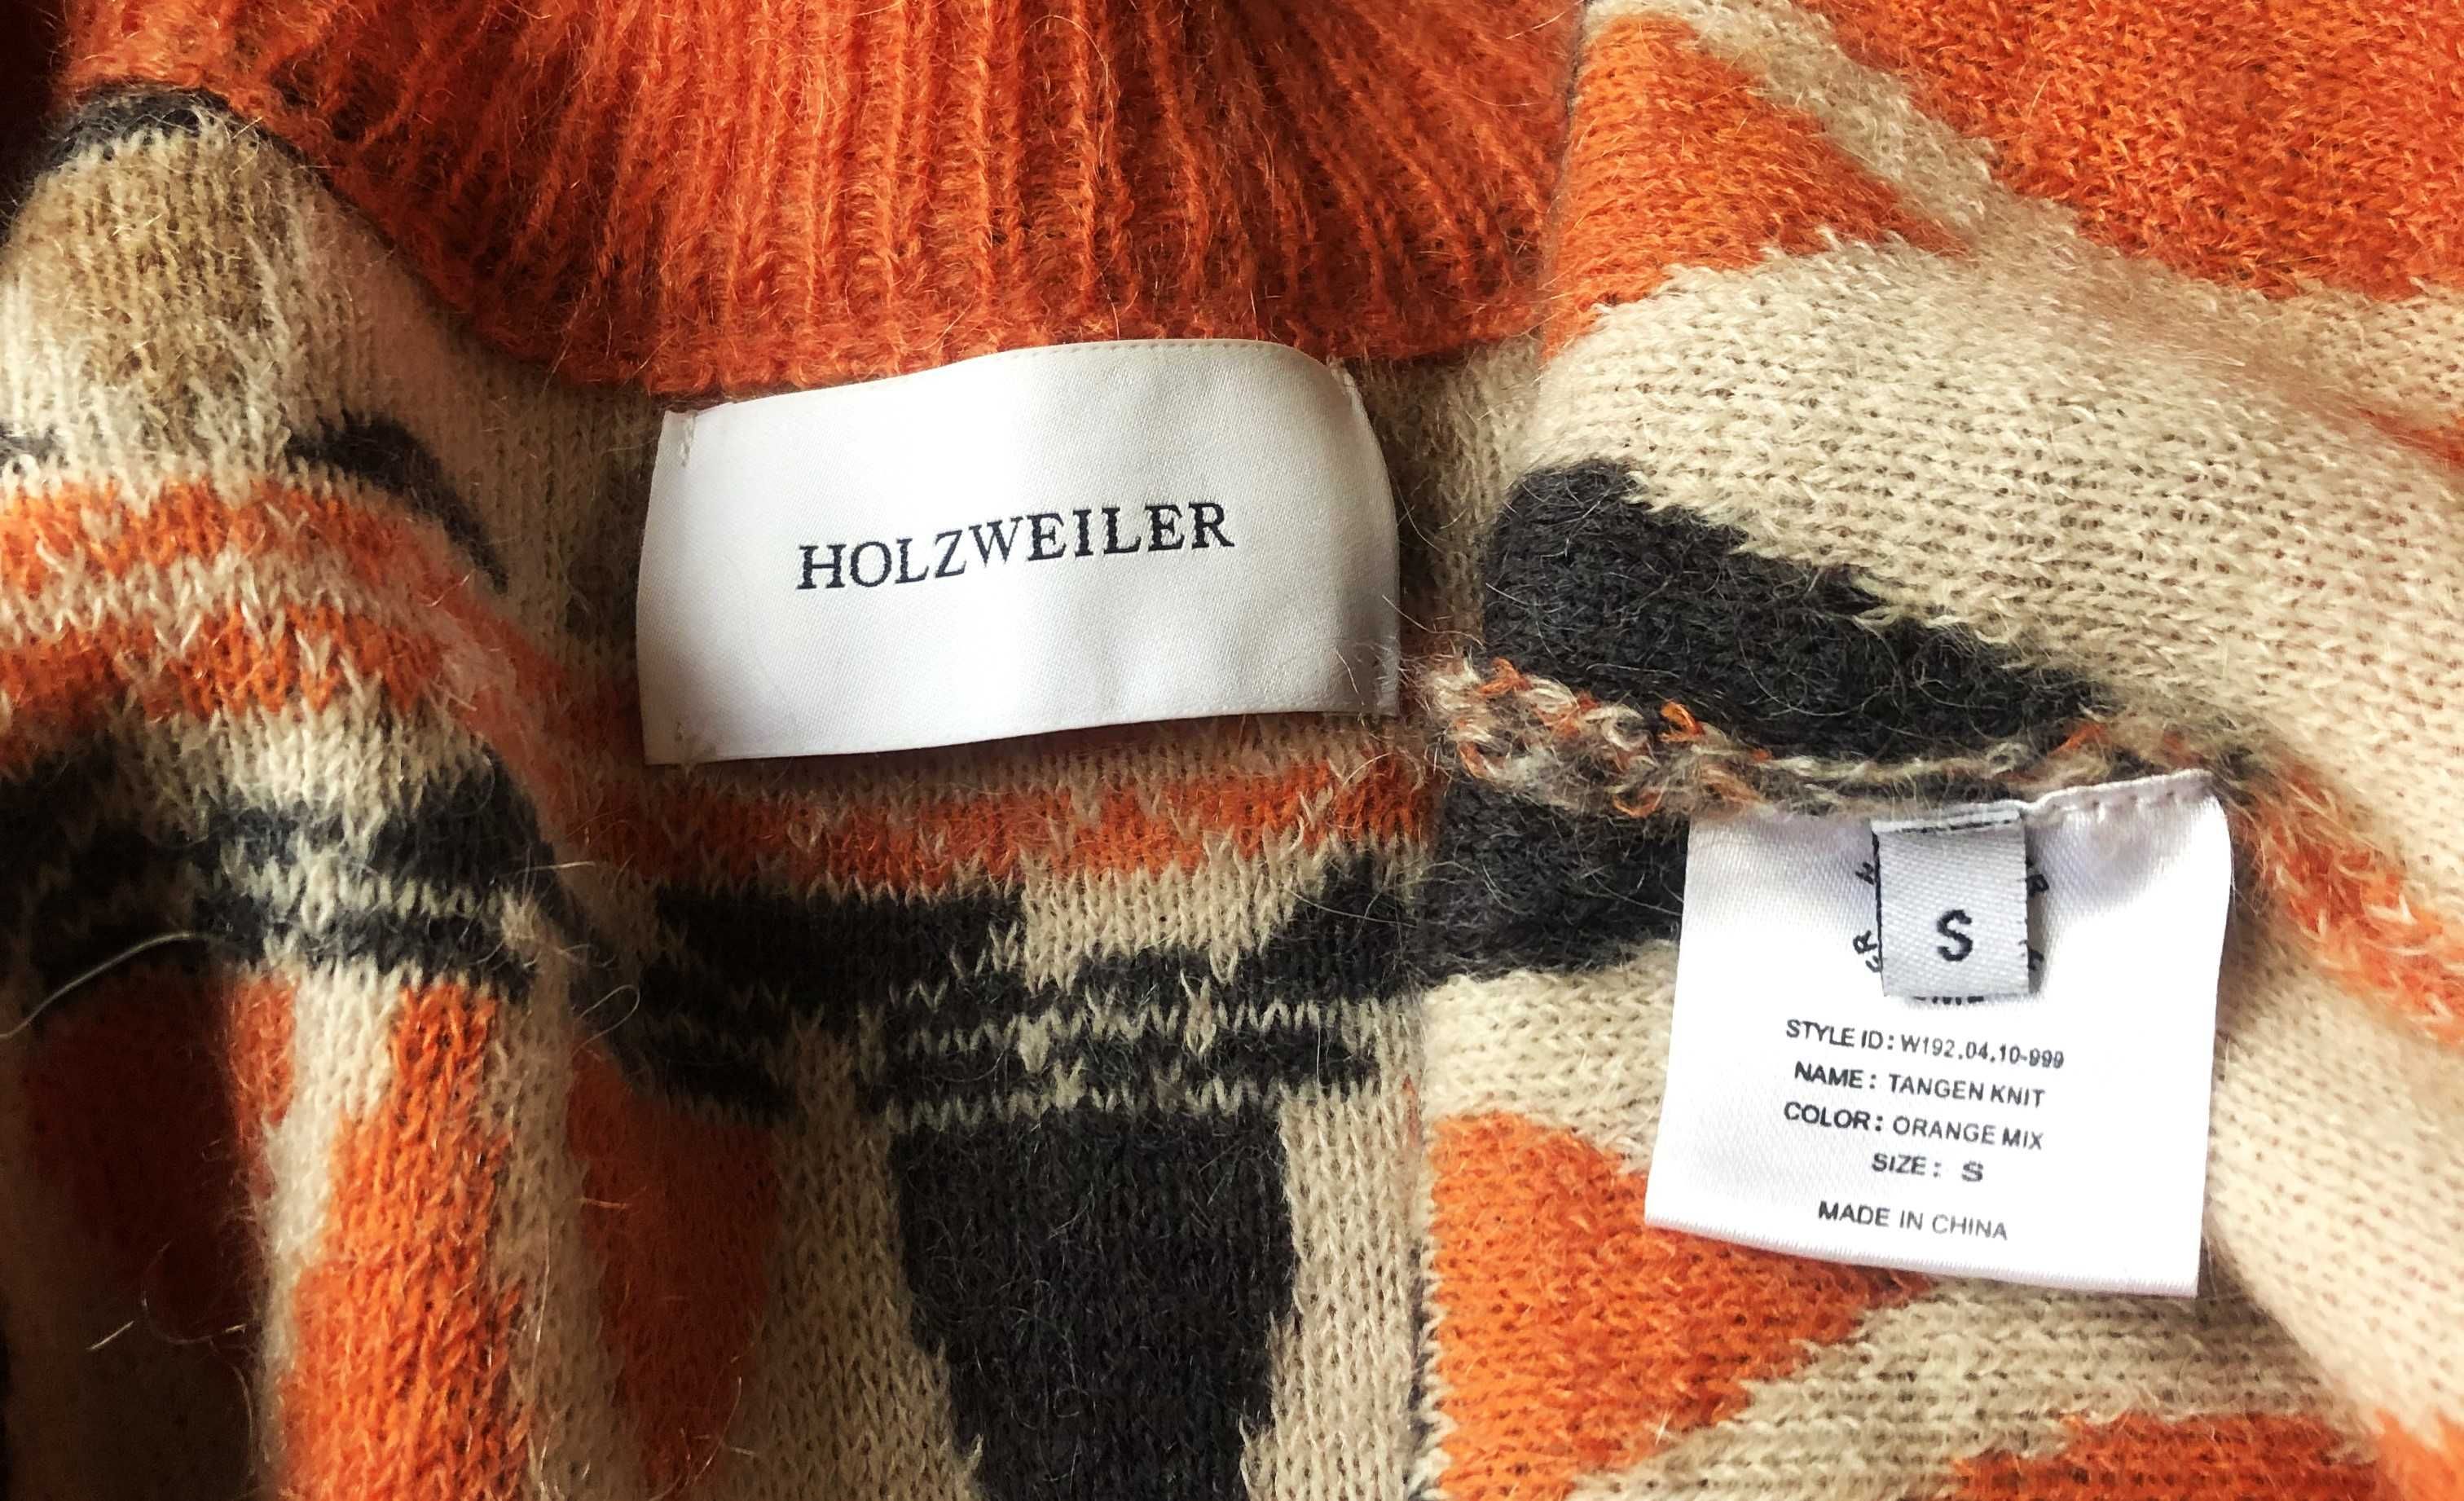 HOLZWEILER
S
STYLE ID: W192.04.10-999
NAME: TANGEN KNIT
COLOR: ORANGE MIX
SIZE: S
MADE IN CHINA